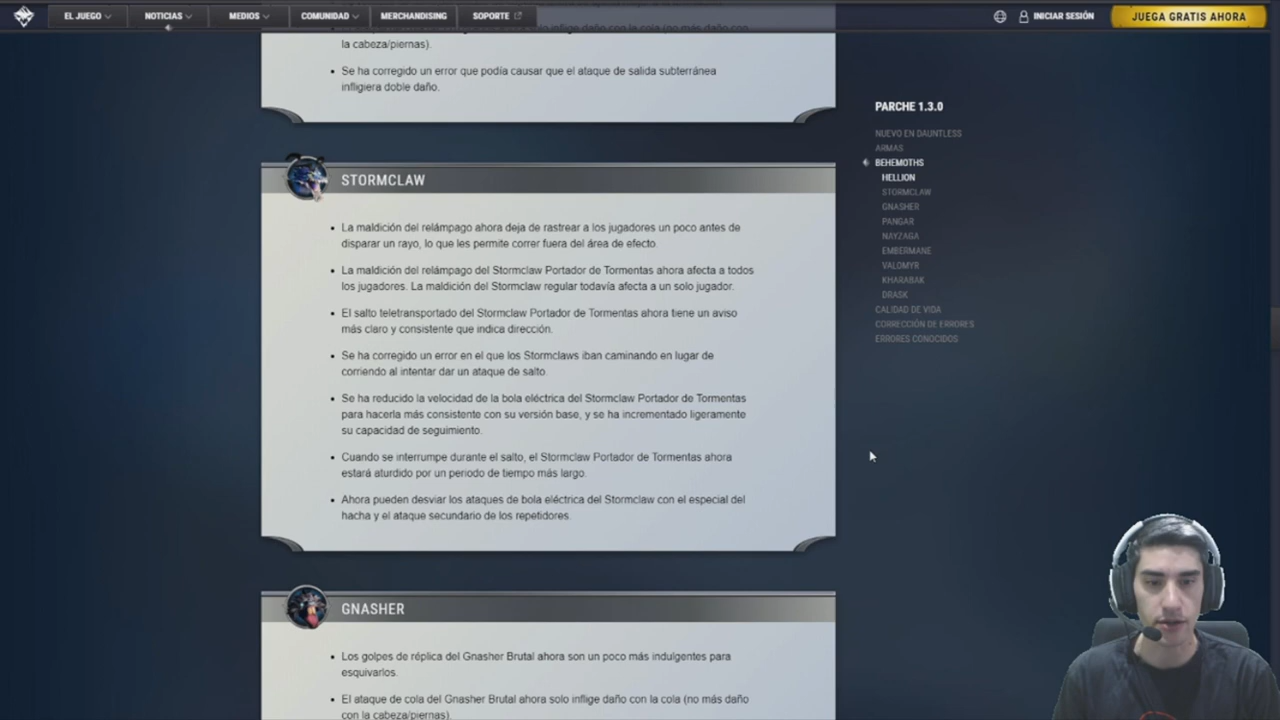 EL JUEGO
NOTICIAS
MEDIOS
COMUNIDAD
MERCHANDISING
SOPORTE
INICIAR SESIÓN
JUEGA GRATIS AHORA
inflige daño con la cola (no más daño con
la cabeza/piernas).
Se ha corregido un error que podía causar que el ataque de salida subterránea
infligiera doble daño.
STORMCLAW
La maldición del relámpago ahora deja de rastrear a los jugadores un poco antes de
disparar un rayo, lo que les permite correr fuera del área de efecto.
La maldición del relámpago del Stormclaw Portador de Tormentas ahora afecta a todos
los jugadores. La maldición del Stormclaw regular todavía afecta a un solo jugador.
El salto teletransportado del Stormclaw Portador de Tormentas ahora tiene un aviso
más claro y consistente que indica dirección.
Se ha corregido un error en el que los Stormclaws iban caminando en lugar de
corriendo al intentar dar un ataque de salto.
Se ha reducido la velocidad de la bola eléctrica del Stormclaw Portador de Tormentas
para hacerla más consistente con su versión base, y se ha incrementado ligeramente
su capacidad de seguimiento.
Cuando se interrumpe durante el salto, el Stormclaw Portador de Tormentas ahora
estará aturdido por un periodo de tiempo más largo.
Ahora pueden desviar los ataques de bola eléctrica del Stormclaw con el especial del
hacha y el ataque secundario de los repetidores.
GNASHER
Los golpes de réplica del Gnasher Brutal ahora son un poco más indulgentes para
esquivarlos.
El ataque de cola del Gnasher Brutal ahora solo inflige daño con la cola (no más daño
con la cabeza/piernas).
PARCHE 1.3.0
NUEVO EN DAUNTLESS
ARMAS
BEHEMOTHS
HELLION
STORMCLAW
GNASHER
PANGAR
NAYZAGA
EMBERMANE
VALOMYR
KHARABAK
DRASK
CALIDAD DE VIDA
CORRECCIÓN DE ERRORES
ERRORES CONOCIDOS